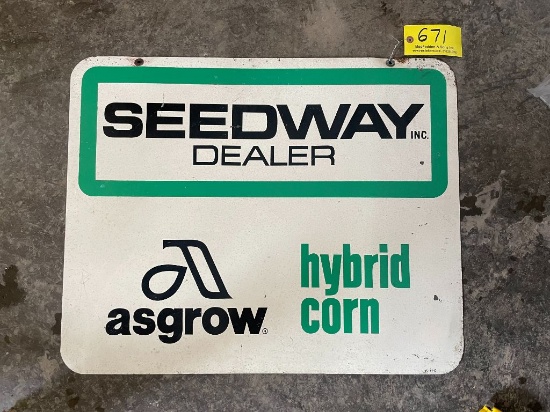 671
SEEDWAY INC.
DEALER
asgrow®
hybrid
corn